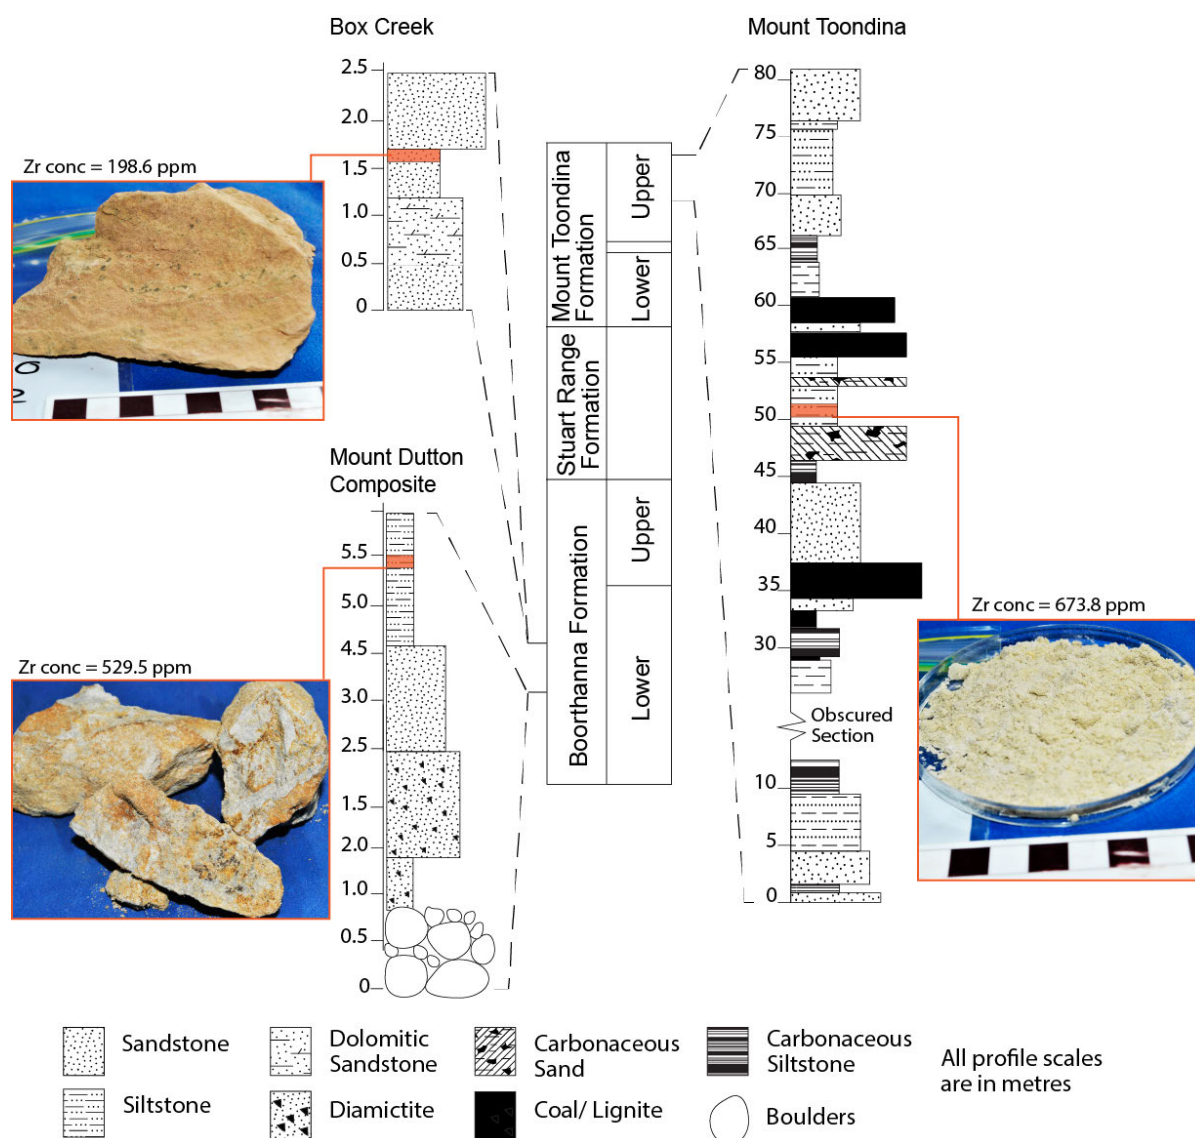 Box Creek
2.5
2.0
1.5
1.0
0.5
0
Zr conc = 198.6 ppm
Mount Dutton
Composite
5.5
5.0
4.5
3.0
2.5
1.5
2.0
1.0
0.5
0
Zr conc = 529.5 ppm
Mount Toondina
Formation
Upper
Lower
Stuart Range
Formation
Boorthanna Formation
Upper
Lower
Mount Toondina
80
75
70
65
60
55
50
45
40
35
30
Obscured
Section
10
5
0
Zr conc = 673.8 ppm
Sandstone
Dolomitic
Sandstone
Carbonaceous
Sand
Carbonaceous
Siltstone
Siltstone
Diamictite
Coal/ Lignite
Boulders
All profile scales
are in metres